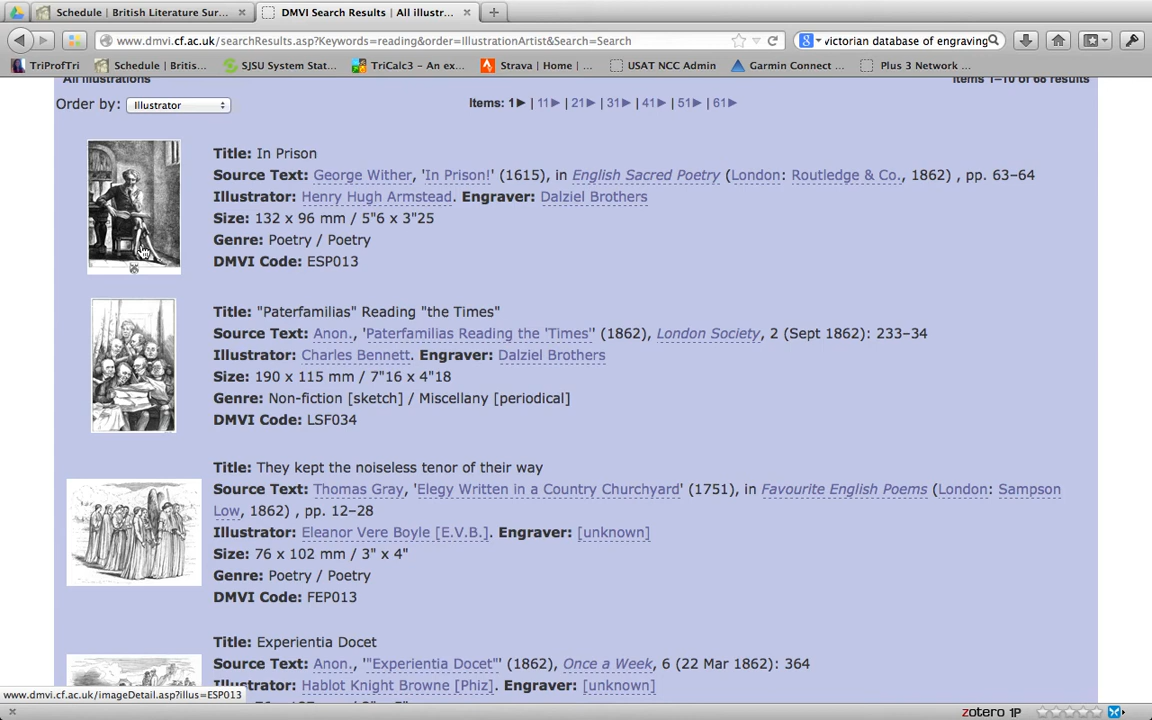 Schedule | British Literature Sur...
DMVI Search Results | All illustr...
www.dmvi.cf.ac.uk/searchResults.asp?Keywords=reading&order=IllustrationArtist&Search=Search
victorian database of engraving
TriProfTri
Schedule | Britis...
SJSU System Stat...
TriCalc3 – An ex...
Strava | Home | ...
USAT NCC Admin
Garmin Connect ...
Plus 3 Network ...
All illustrations
Items 1–10 of 68 results
Order by: Illustrator
Items: 1 | 11 | 21 | 31 | 41 | 51 | 61
Title: In Prison
Source Text: George Wither, 'In Prison!' (1615), in English Sacred Poetry (London: Routledge & Co., 1862) , pp. 63–64
Illustrator: Henry Hugh Armstead. Engraver: Dalziel Brothers
Size: 132 x 96 mm / 5"6 x 3"25
Genre: Poetry / Poetry
DMVI Code: ESP013
Title: "Paterfamilias" Reading "the Times"
Source Text: Anon., 'Paterfamilias Reading the 'Times'' (1862), London Society, 2 (Sept 1862): 233–34
Illustrator: Charles Bennett. Engraver: Dalziel Brothers
Size: 190 x 115 mm / 7"16 x 4"18
Genre: Non-fiction [sketch] / Miscellany [periodical]
DMVI Code: LSF034
Title: They kept the noiseless tenor of their way
Source Text: Thomas Gray, 'Elegy Written in a Country Churchyard' (1751), in Favourite English Poems (London: Sampson
Low, 1862) , pp. 12–28
Illustrator: Eleanor Vere Boyle [E.V.B.]. Engraver: [unknown]
Size: 76 x 102 mm / 3" x 4"
Genre: Poetry / Poetry
DMVI Code: FEP013
Title: Experientia Docet
Source Text: Anon., '"Experientia Docet"' (1862), Once a Week, 6 (22 Mar 1862): 364
Illustrator: Hablot Knight Browne [Phiz]. Engraver: [unknown]
www.dmvi.cf.ac.uk/imageDetail.asp?illus=ESP013
zotero 1P